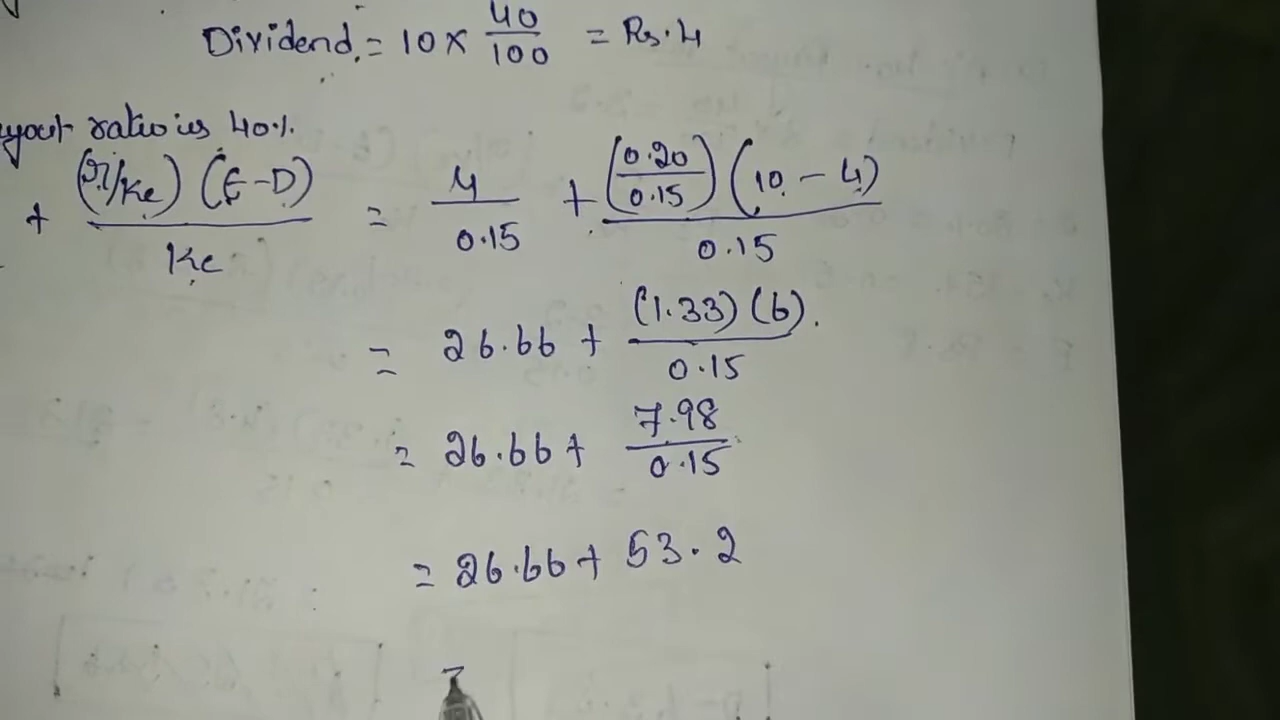 Dividend = 10 × 40/100 = Rs. 4
ratio is 40%.
+ (r/Ke) (E-D) / Ke = 4/0.15 + (0.20/0.15) (10 - 4) / 0.15
= 26.66 + (1.33) (6). / 0.15
= 26.66 + 7.98 / 0.15
= 26.66 + 53.2